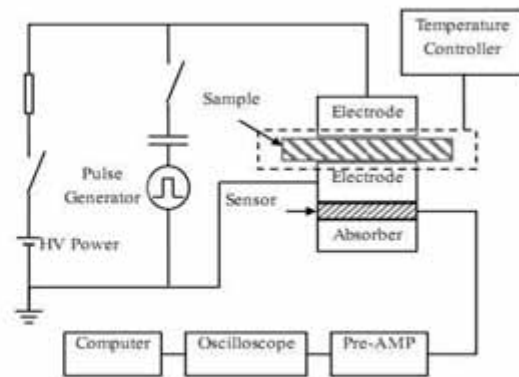 Temperature
Controller
Sample
Electrode
Pulse
Generator
Electrode
Sensor
HV Power
Absorber
Computer
Oscilloscope
Pre-AMP